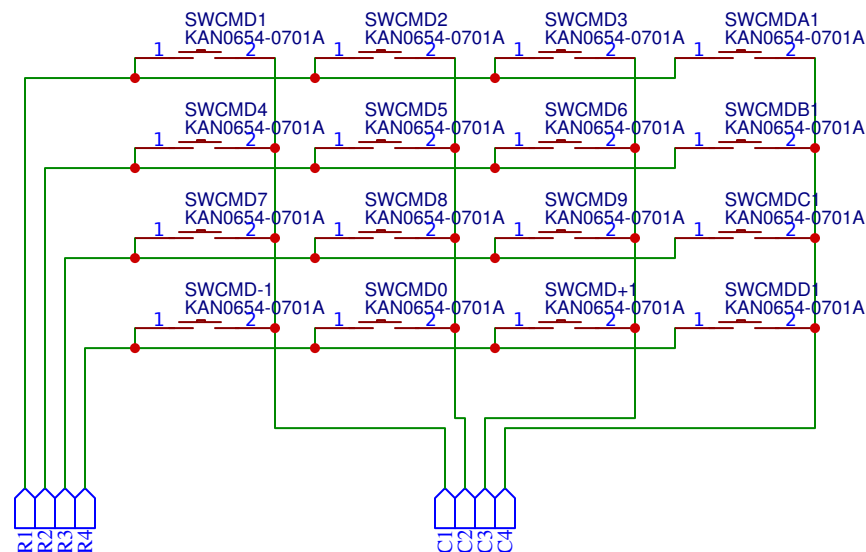 SWCMD1
KAN0654-0701A
1 2
SWCMD2
KAN0654-0701A
1 2
SWCMD3
KAN0654-0701A
1 2
SWCMDA1
KAN0654-0701A
1 2
SWCMD4
KAN0654-0701A
1 2
SWCMD5
KAN0654-0701A
1 2
SWCMD6
KAN0654-0701A
1 2
SWCMDB1
KAN0654-0701A
1 2
SWCMD7
KAN0654-0701A
1 2
SWCMD8
KAN0654-0701A
1 2
SWCMD9
KAN0654-0701A
1 2
SWCMDC1
KAN0654-0701A
1 2
SWCMD-1
KAN0654-0701A
1 2
SWCMD0
KAN0654-0701A
1 2
SWCMD+1
KAN0654-0701A
1 2
SWCMDD1
KAN0654-0701A
1 2
R1
R2
R3
R4
C1
C2
C3
C4